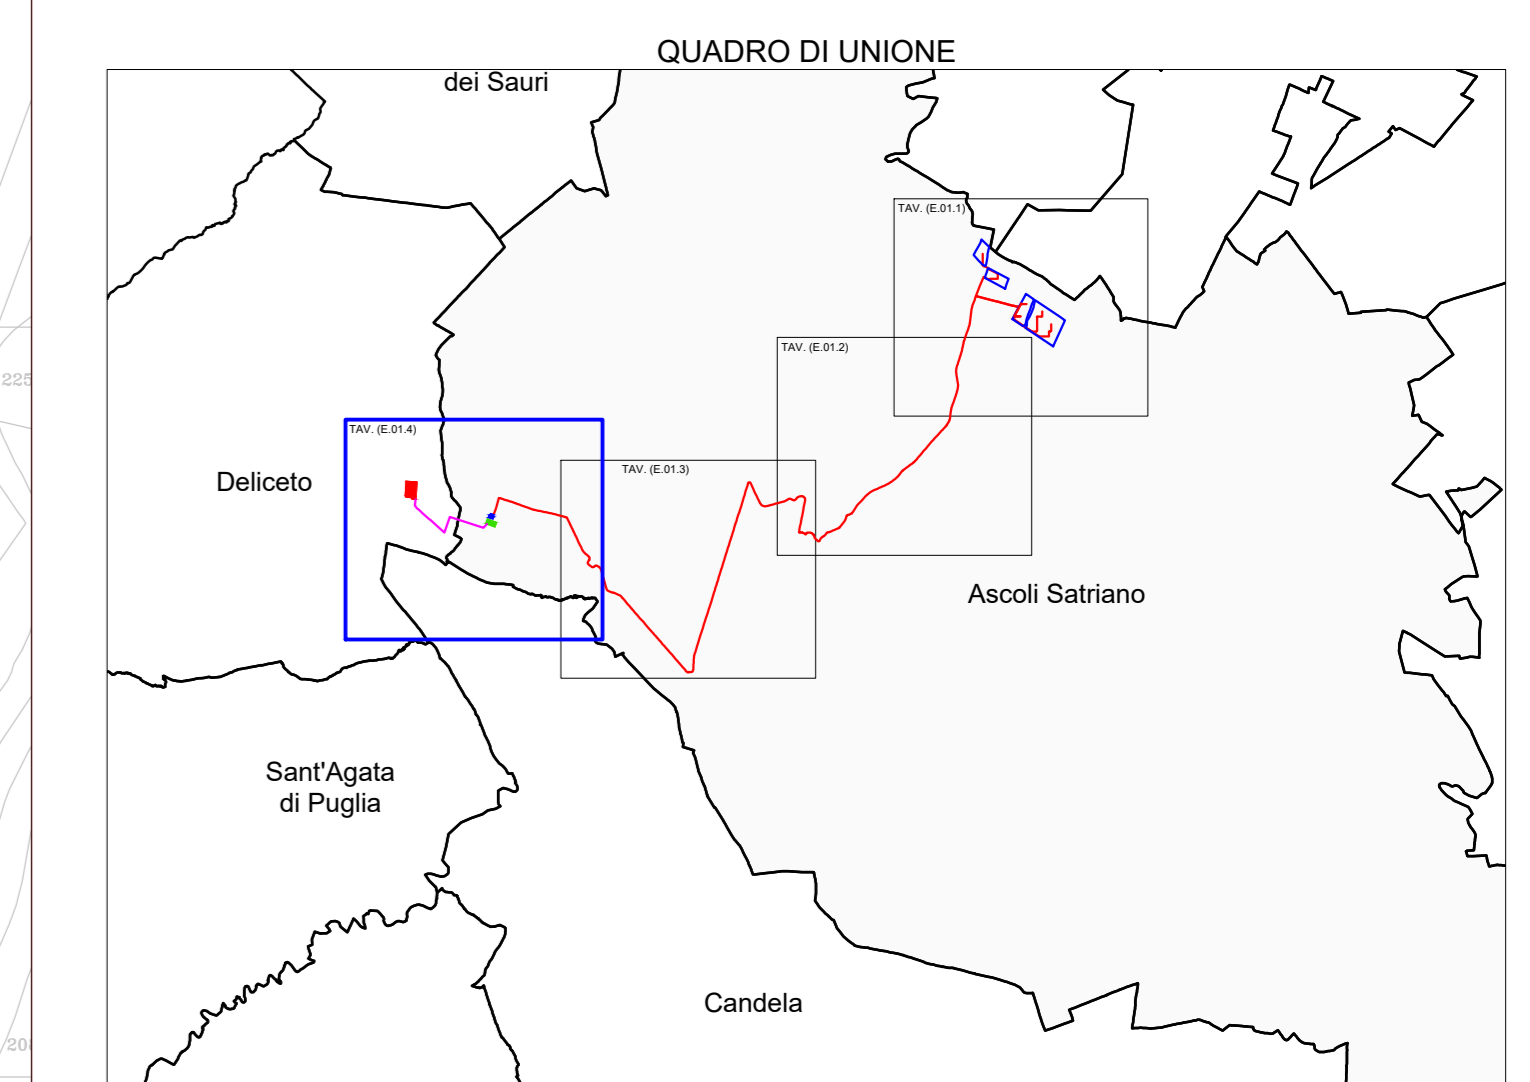 QUADRO DI UNIONE
dei Sauri
TAV. (E.01.1)
TAV. (E.01.2)
225
TAV. (E.01.4)
TAV. (E.01.3)
Deliceto
Ascoli Satriano
Sant'Agata
di Puglia
Candela